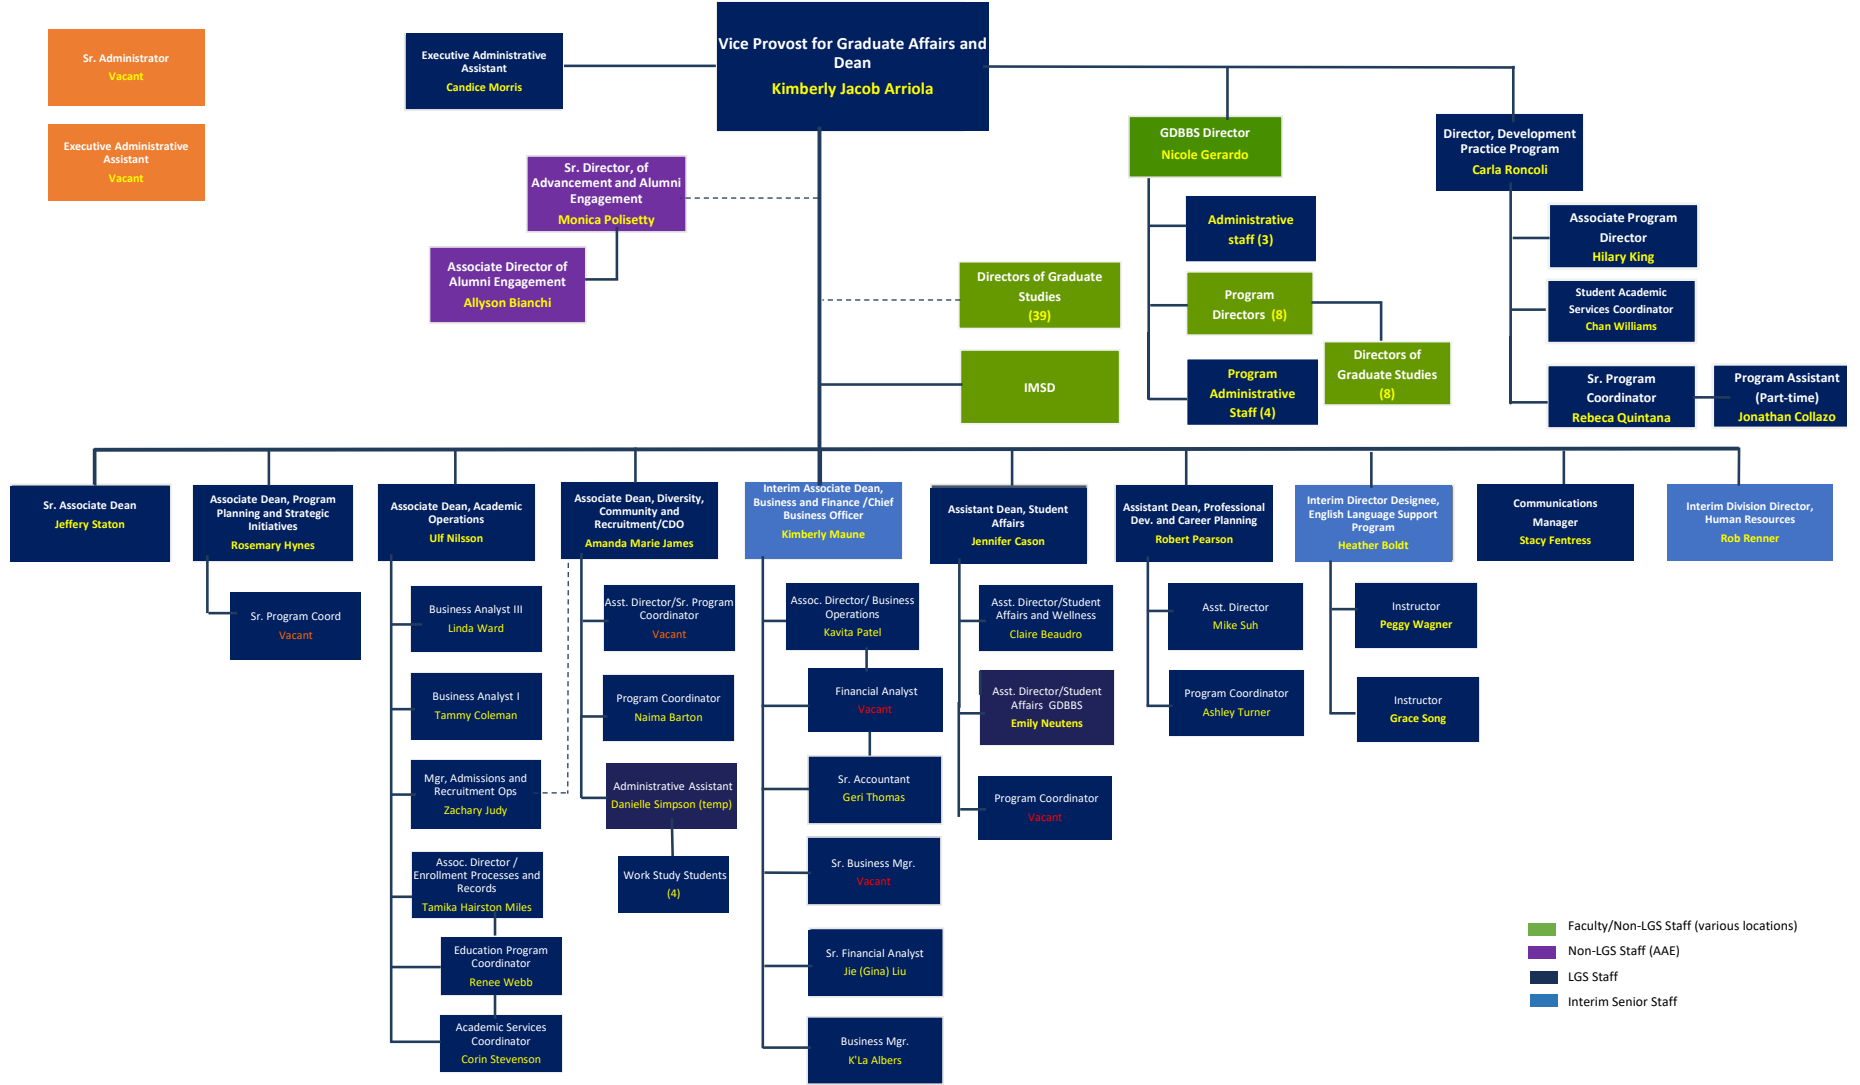 Sr. Administrator
Vacant
Executive Administrative
Assistant
Vacant
Executive Administrative
Assistant
Candice Morris
Vice Provost for Graduate Affairs and
Dean
Kimberly Jacob Arriola
Sr. Director, of
Advancement and Alumni
Engagement
Monica Polisetty
Associate Director of
Alumni Engagement
Allyson Bianchi
Directors of Graduate
Studies
(39)
IMSD
GDBBS Director
Nicole Gerardo
Administrative
staff (3)
Program
Directors (8)
Directors of
Graduate Studies
(8)
Program
Administrative
Staff (4)
Director, Development
Practice Program
Carla Roncoli
Associate Program
Director
Hilary King
Student Academic
Services Coordinator
Chan Williams
Sr. Program
Coordinator
Rebeca Quintana
Program Assistant
(Part-time)
Jonathan Collazo
Sr. Associate Dean
Jeffery Staton
Associate Dean, Program
Planning and Strategic
Initiatives
Rosemary Hynes
Sr. Program Coord
Vacant
Associate Dean, Academic
Operations
Ulf Nilsson
Business Analyst III
Linda Ward
Business Analyst I
Tammy Coleman
Mgr, Admissions and
Recruitment Ops
Zachary Judy
Assoc. Director /
Enrollment Processes and
Records
Tamika Hairston Miles
Education Program
Coordinator
Renee Webb
Academic Services
Coordinator
Corin Stevenson
Associate Dean, Diversity,
Community and
Recruitment/CDO
Amanda Marie James
Asst. Director/Sr. Program
Coordinator
Vacant
Program Coordinator
Naima Barton
Administrative Assistant
Danielle Simpson (temp)
Work Study Students
(4)
Interim Associate Dean,
Business and Finance /Chief
Business Officer
Kimberly Maune
Assoc. Director/ Business
Operations
Kavita Patel
Financial Analyst
Vacant
Sr. Accountant
Geri Thomas
Sr. Business Mgr.
Vacant
Sr. Financial Analyst
Jie (Gina) Liu
Business Mgr.
K'La Albers
Assistant Dean, Student
Affairs
Jennifer Cason
Asst. Director/Student
Affairs and Wellness
Claire Beaudro
Asst. Director/Student
Affairs GDBBS
Emily Neutens
Program Coordinator
Vacant
Assistant Dean, Professional
Dev. and Career Planning
Robert Pearson
Asst. Director
Mike Suh
Program Coordinator
Ashley Turner
Interim Director Designee,
English Language Support
Program
Heather Boldt
Instructor
Peggy Wagner
Instructor
Grace Song
Communications
Manager
Stacy Fentress
Interim Division Director,
Human Resources
Rob Renner
Faculty/Non-LGS Staff (various locations)
Non-LGS Staff (AAE)
LGS Staff
Interim Senior Staff